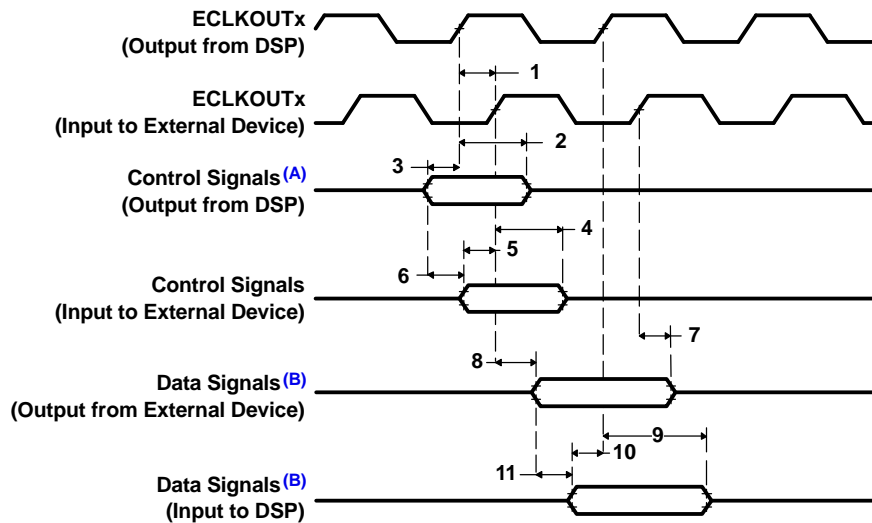 ECLKOUTx
(Output from DSP)
1
ECLKOUTx
(Input to External Device)
2
3
Control Signals (A)
(Output from DSP)
4
5
6
Control Signals
(Input to External Device)
7
8
Data Signals (B)
(Output from External Device)
9
10
11
Data Signals (B)
(Input to DSP)